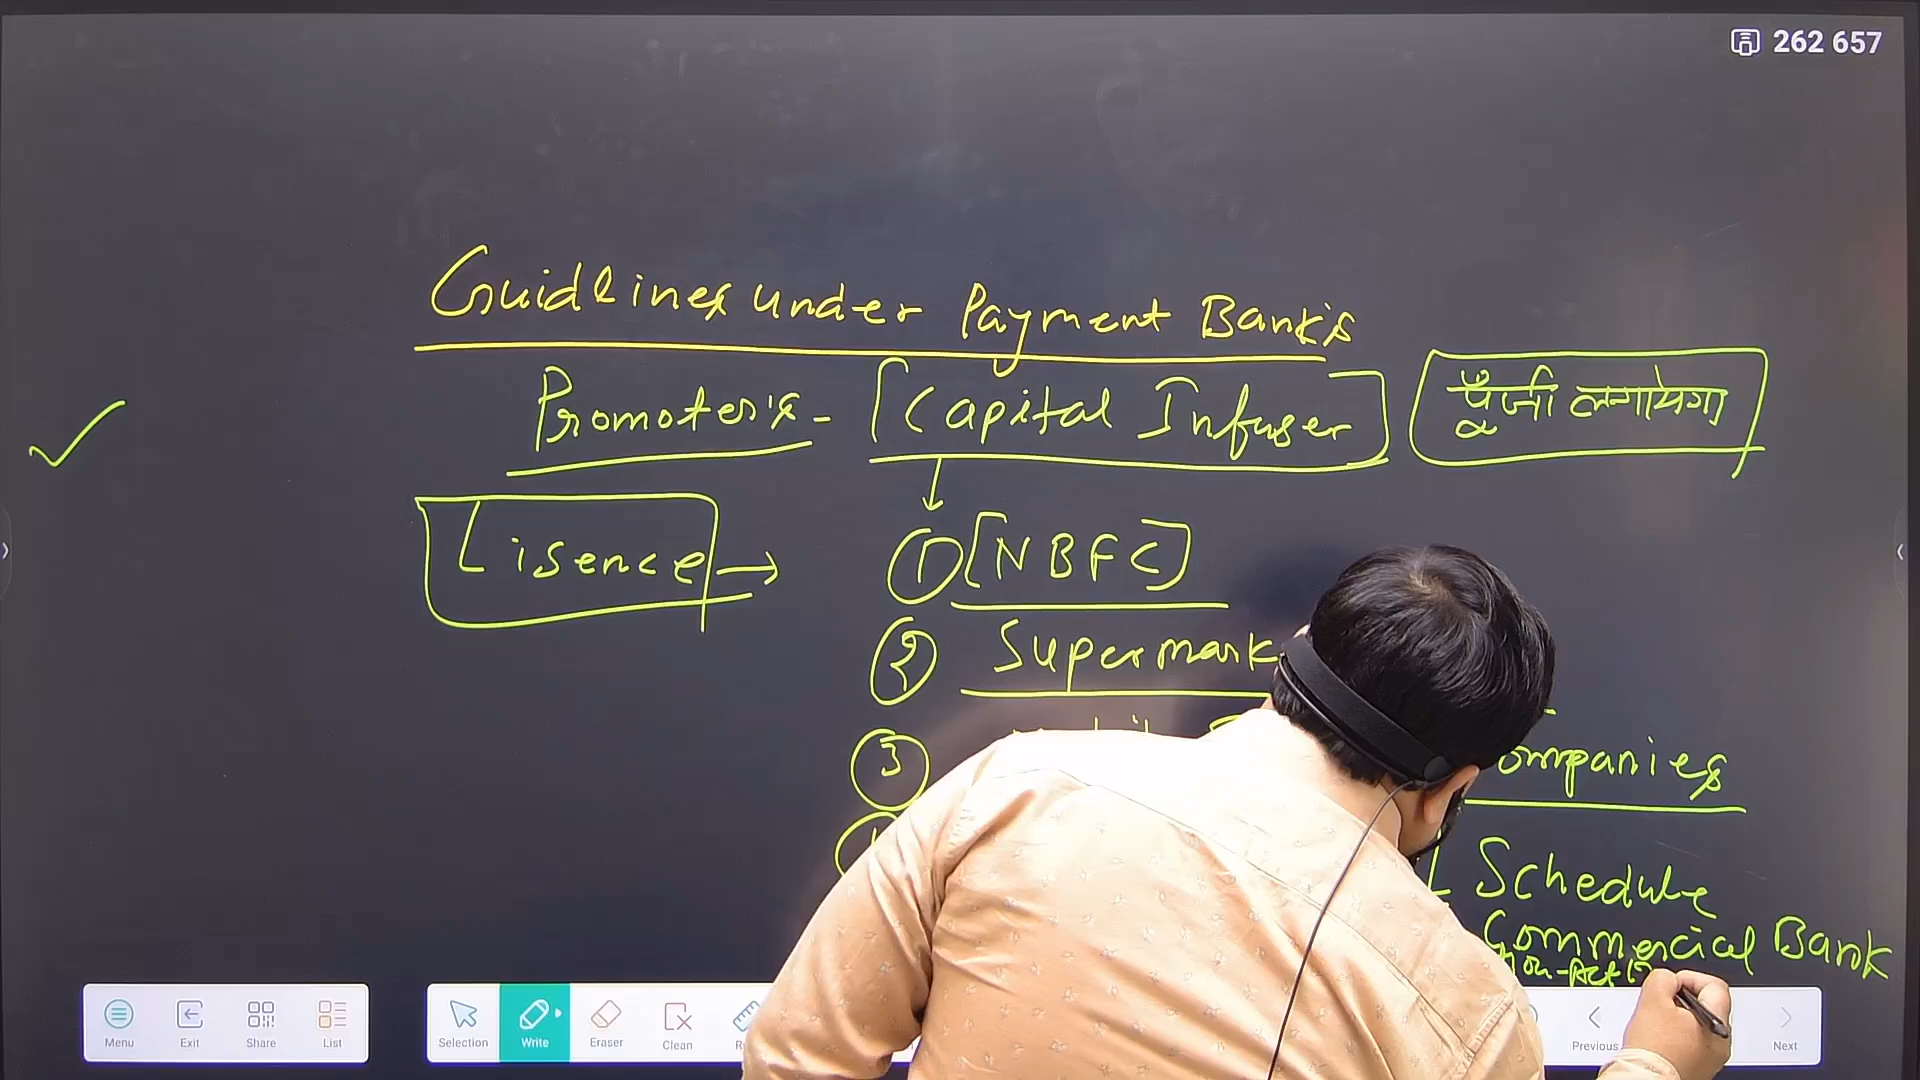 262 657
Guidlines under Payment Bank's
Promoter's - [Capital Infuser] पूँजी लगायेगा
Lisence →
① [NBFC]
② Supermark
③ ompanies
Schedule
Commercial Bank
Menu Exit Share List Selection Write Eraser Clean Previous Next